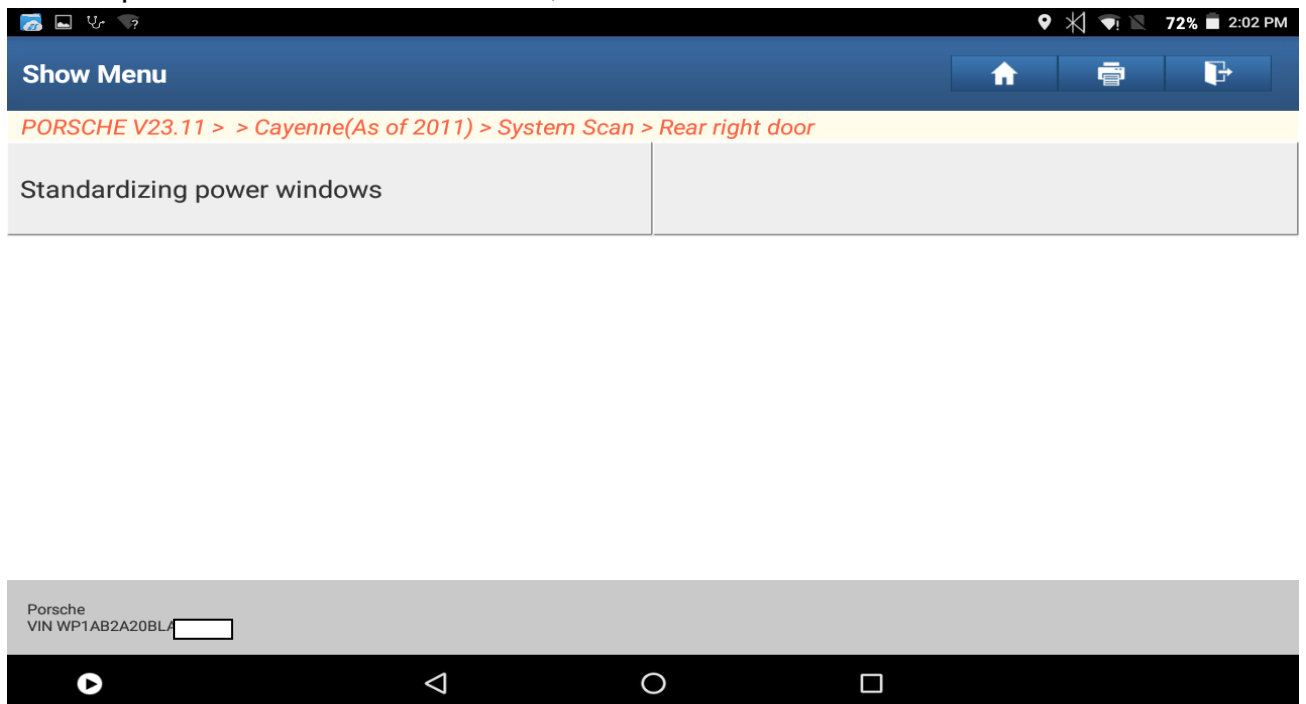 72% 2:02 PM
Show Menu
PORSCHE V23.11 > > Cayenne(As of 2011) > System Scan > Rear right door
Standardizing power windows
Porsche
VIN WP1AB2A20BLA